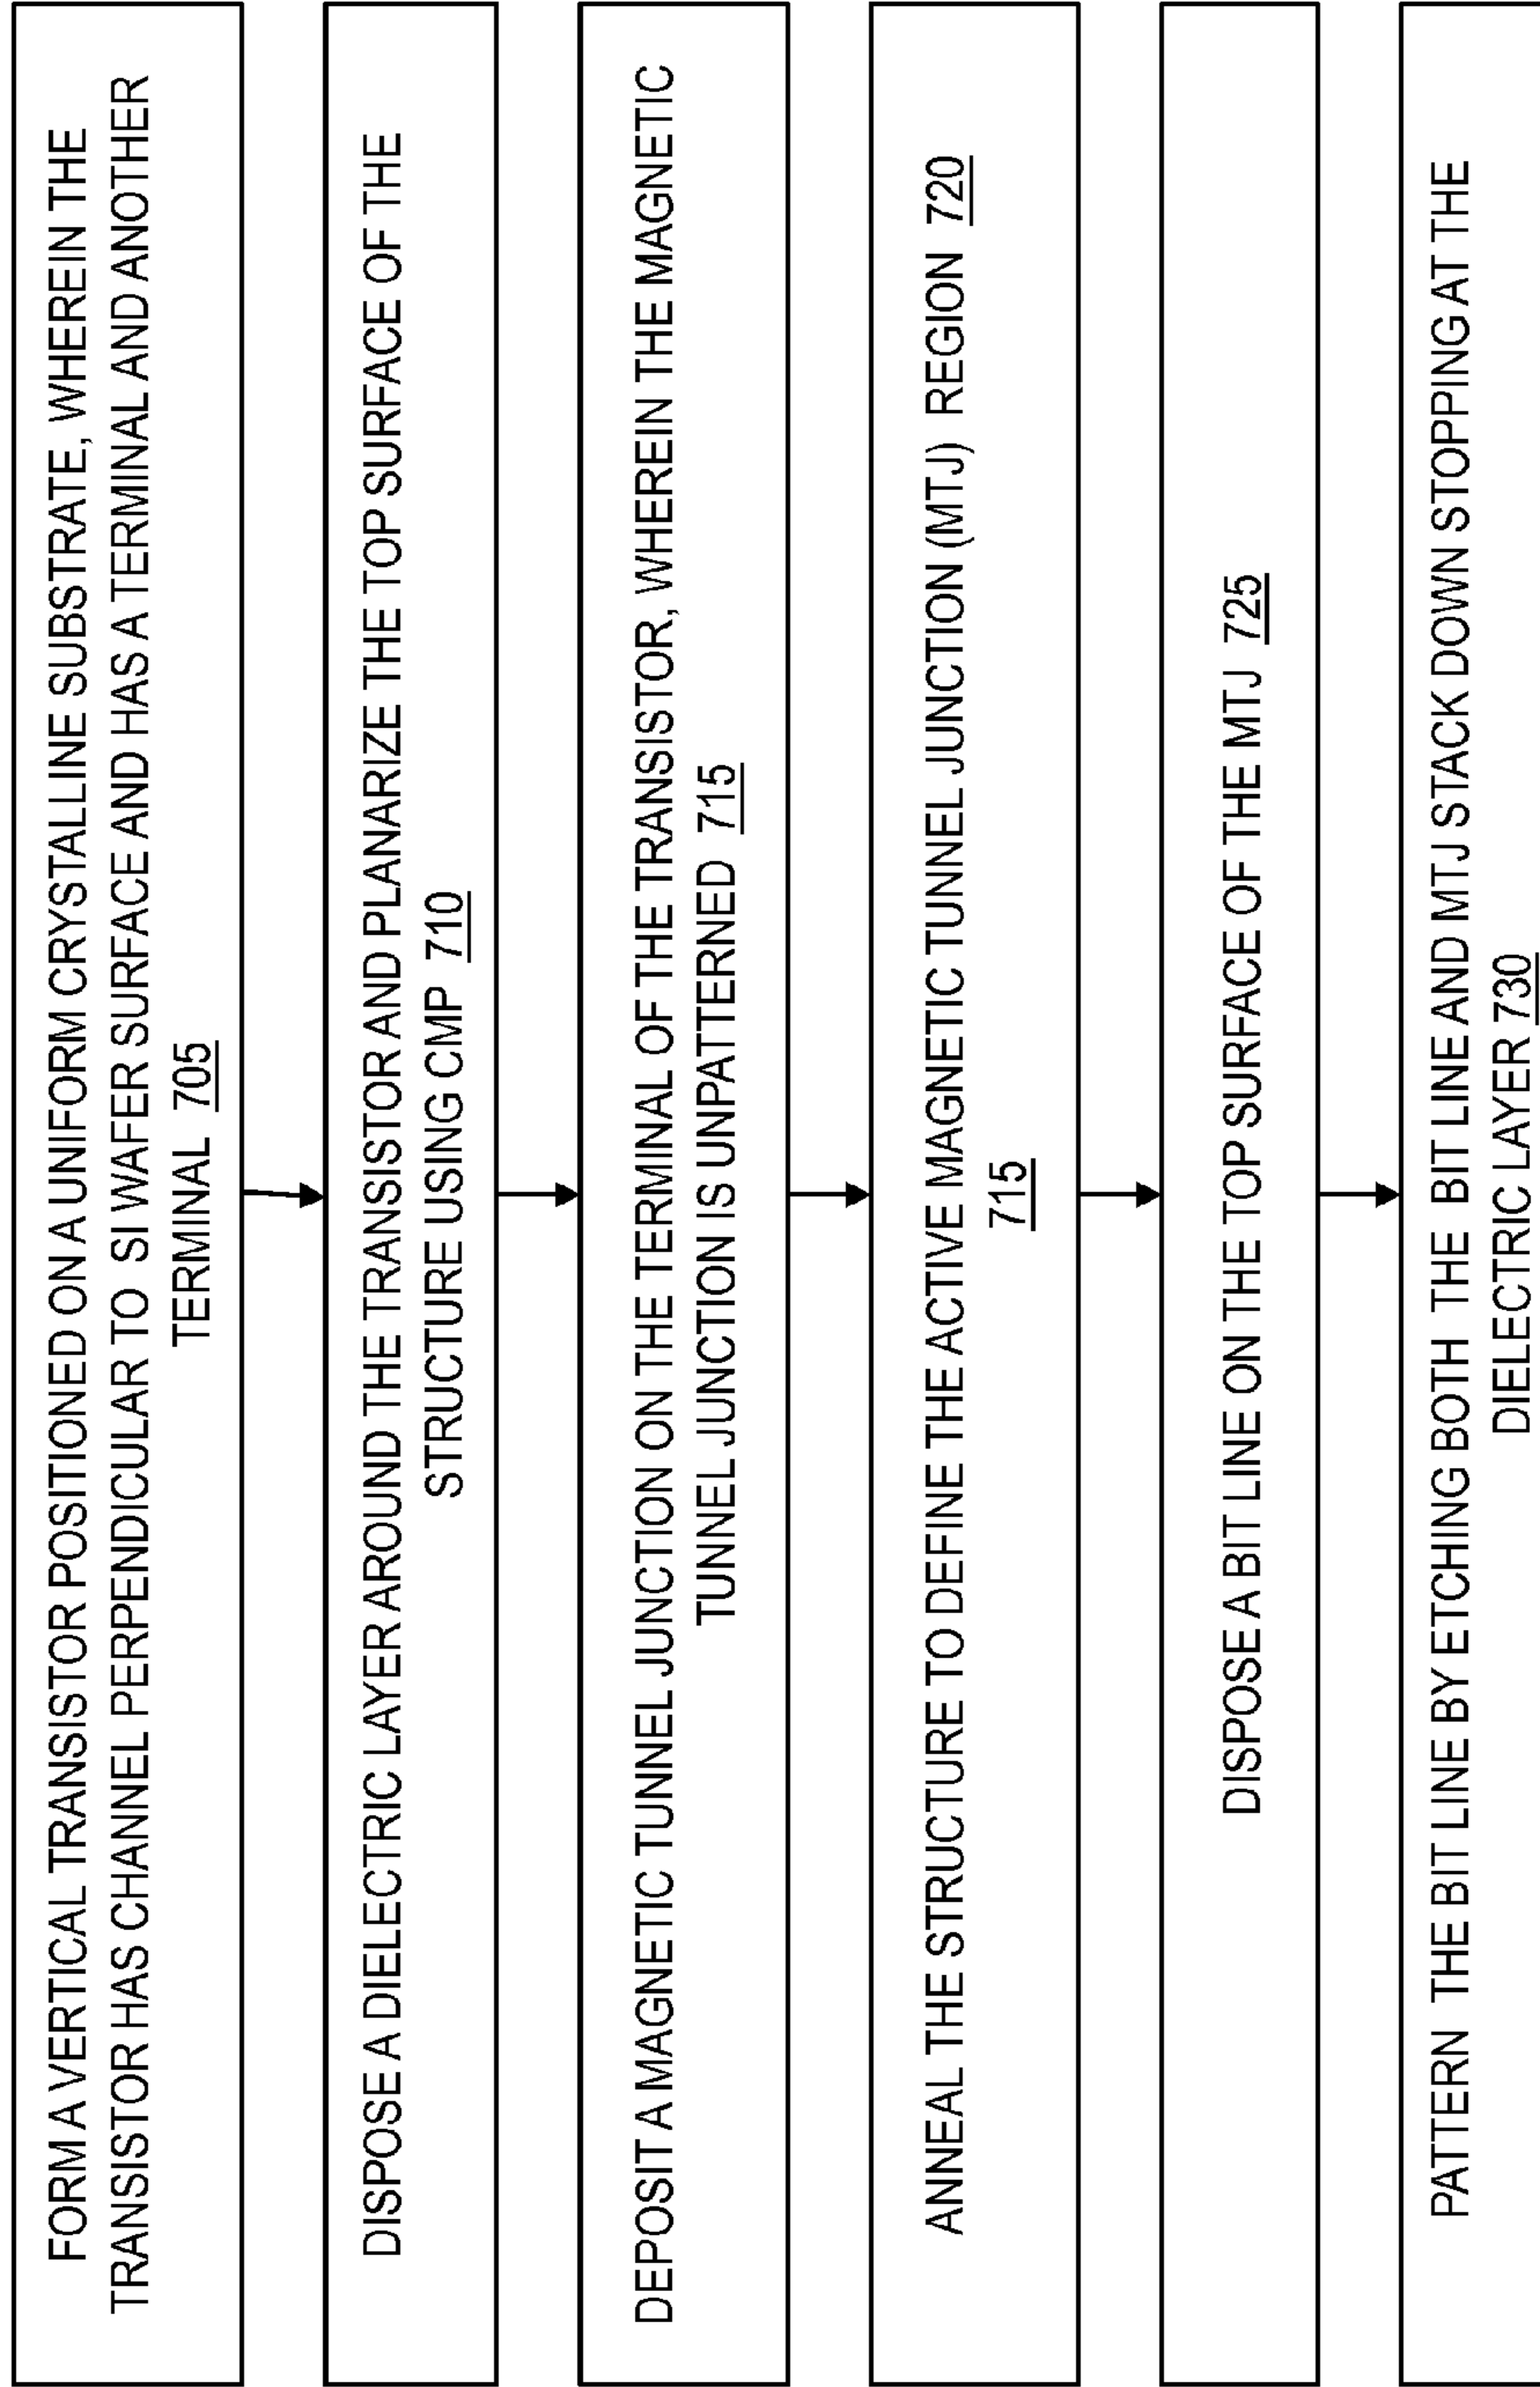 FORM A VERTICAL TRANSISTOR POSITIONED ON A UNIFORM CRYSTALLINE SUBSTRATE, WHEREIN THE
TRANSISTOR HAS CHANNEL PERPENDICULAR TO SI WAFER SURFACE AND HAS A TERMINAL AND ANOTHER
TERMINAL 705
DISPOSE A DIELECTRIC LAYER AROUND THE TRANSISTOR AND PLANARIZE THE TOP SURFACE OF THE
STRUCTURE USING CMP 710
DEPOSIT A MAGNETIC TUNNEL JUNCTION ON THE TERMINAL OF THE TRANSISTOR, WHEREIN THE MAGNETIC
TUNNEL JUNCTION IS UNPATTERNED 715
ANNEAL THE STRUCTURE TO DEFINE THE ACTIVE MAGNETIC TUNNEL JUNCTION (MTJ) REGION 720
715
DISPOSE A BIT LINE ON THE TOP SURFACE OF THE MTJ 725
PATTERN THE BIT LINE BY ETCHING BOTH THE BIT LINE AND MTJ STACK DOWN STOPPING AT THE
DIELECTRIC LAYER 730